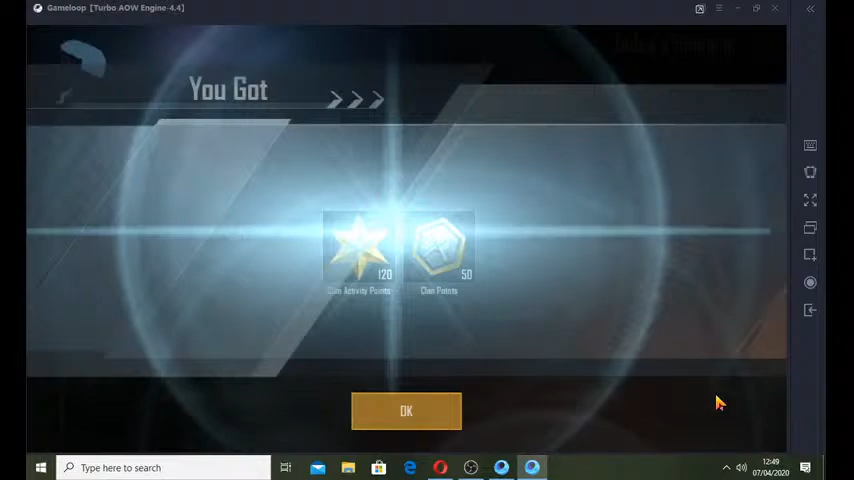 Gameloop [Turbo AOW Engine-4.4]
You Got
120
50
Clan Activity Points
Clan Points
OK
Type here to search
12:49
07/04/2020